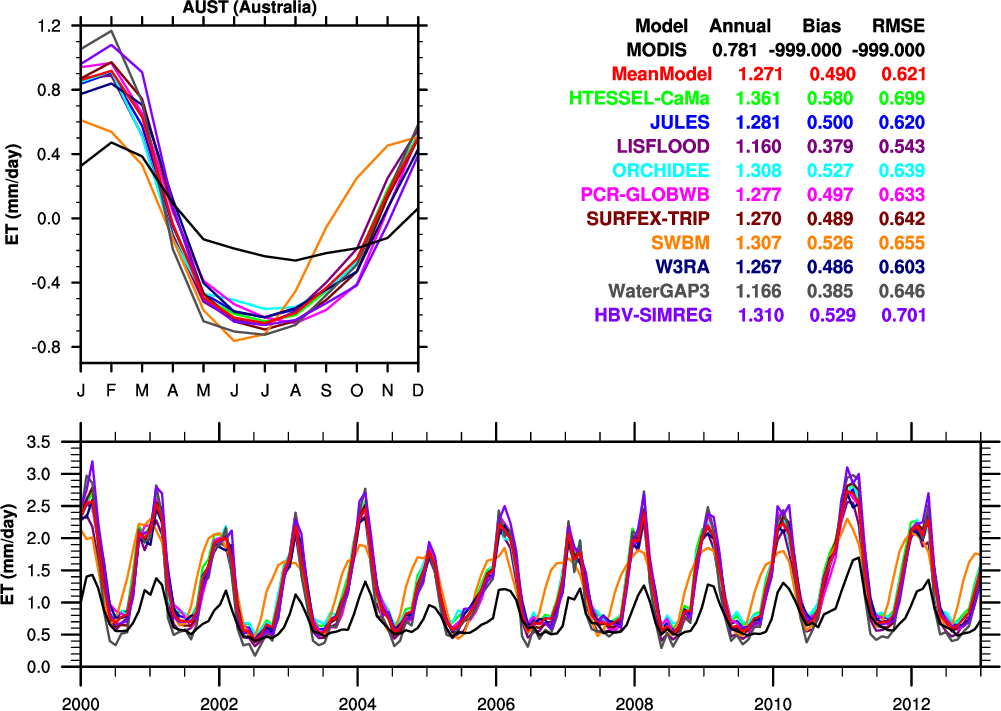 AUST (Australia)
Model Annual Bias RMSE
MODIS 0.781 -999.000 -999.000
MeanModel 1.271 0.490 0.621
HTESSEL-CaMa 1.361 0.580 0.699
JULES 1.281 0.500 0.620
LISFLOOD 1.160 0.379 0.543
ORCHIDEE 1.308 0.527 0.639
PCR-GLOBWB 1.277 0.497 0.633
SURFEX-TRIP 1.270 0.489 0.642
SWBM 1.307 0.526 0.655
W3RA 1.267 0.486 0.603
WaterGAP3 1.166 0.385 0.646
HBV-SIMREG 1.310 0.529 0.701
ET (mm/day)
1.2
0.8
0.4
0.0
-0.4
-0.8
J F M A M J J A S O N D
ET (mm/day)
3.5
3.0
2.5
2.0
1.5
1.0
0.5
0.0
2000 2002 2004 2006 2008 2010 2012